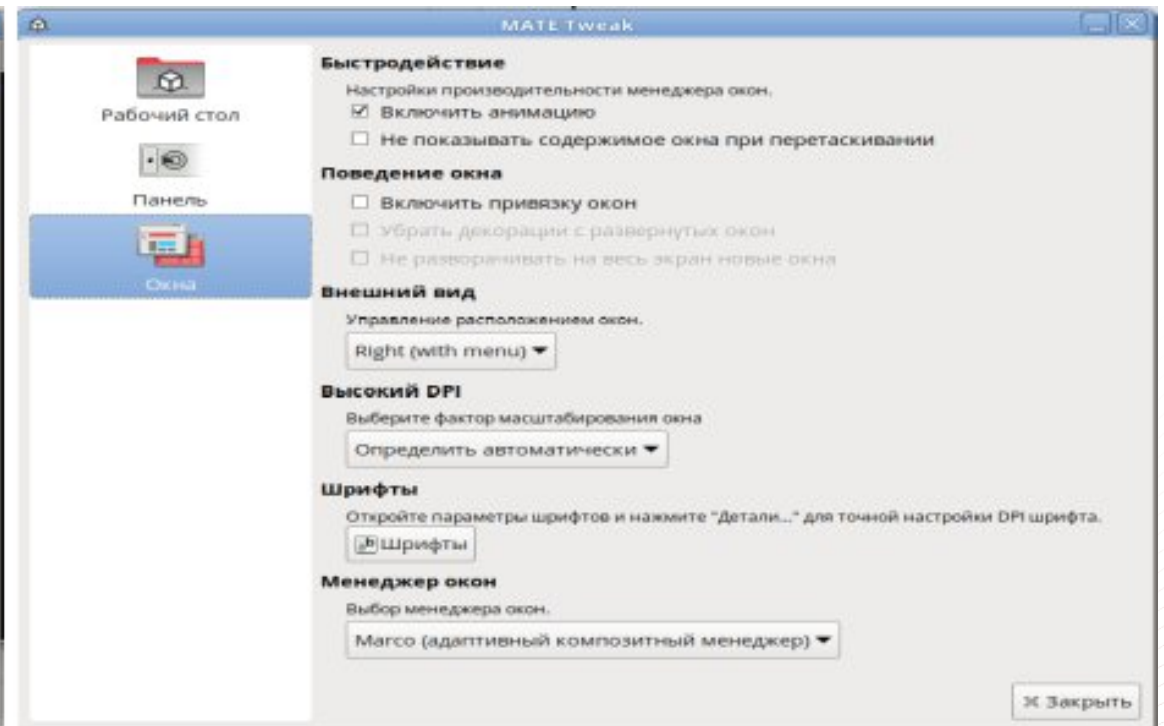 MATE Tweak
Рабочий стол
Панель
Окна
Быстродействие
Настройки производительности менеджера окон.
Включить анимацию
Не показывать содержимое окна при перетаскивании
Поведение окна
Включить привязку окон
Убрать декорации с развернутых окон
Не разворачивать на весь экран новые окна
Внешний вид
Управление расположением окон.
Right (with menu)
Высокий DPI
Выберите фактор масштабирования окна
Определить автоматически
Шрифты
Откройте параметры шрифтов и нажмите "Детали..." для точной настройки DPI шрифта.
Шрифты
Менеджер окон
Выбор менеджера окон.
Marco (адаптивный композитный менеджер)
Закрыть